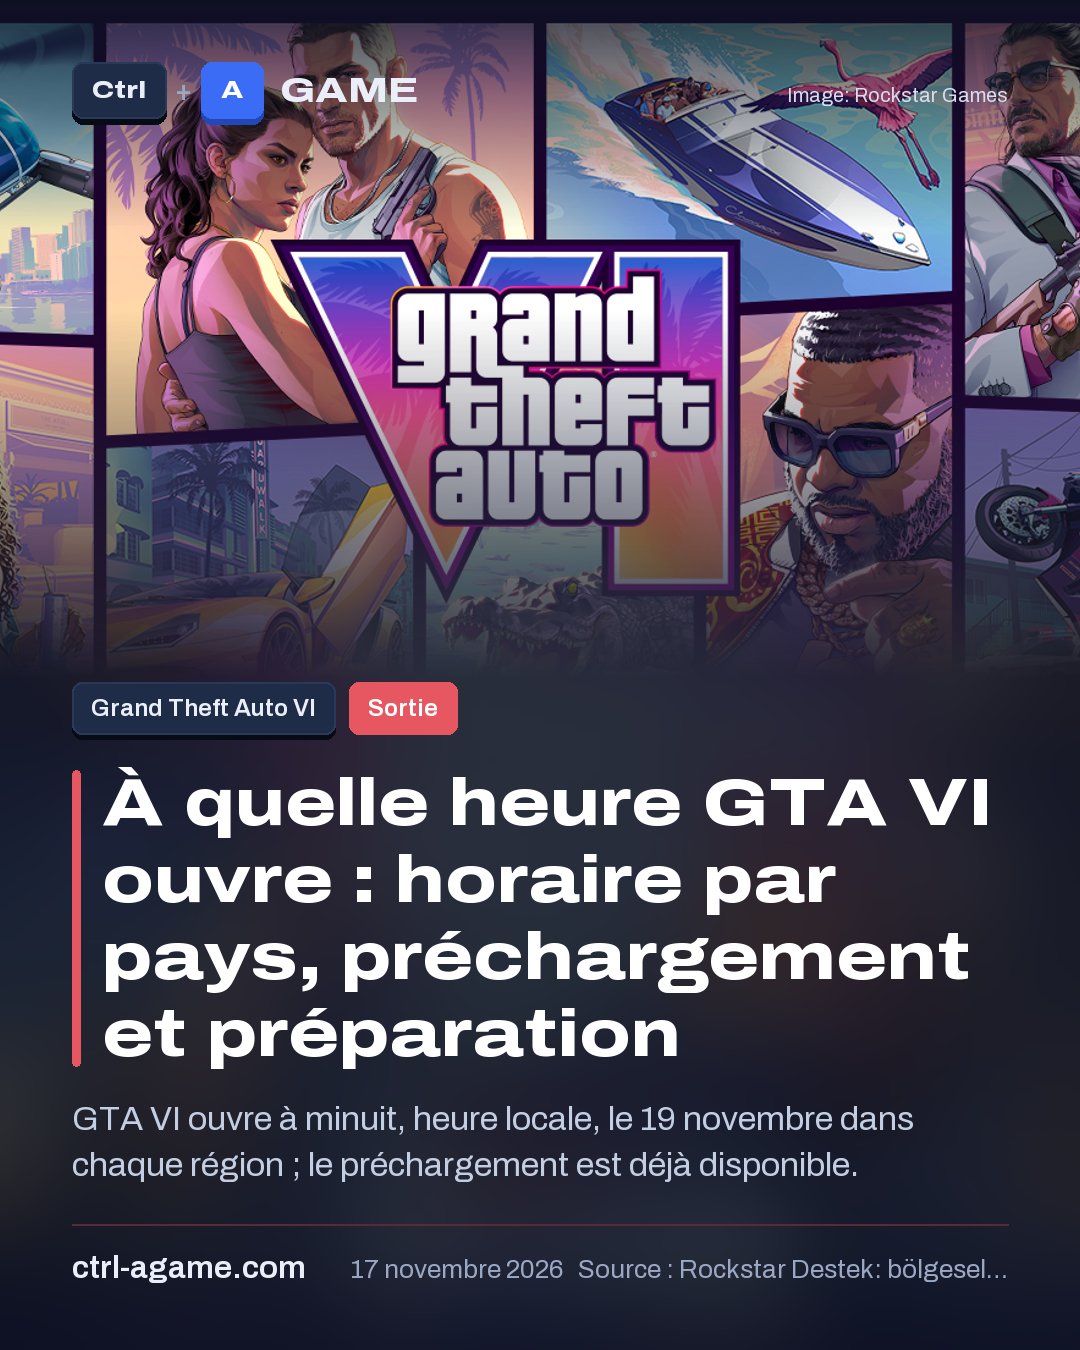 Ctrl + A GAME
Image: Rockstar Games
grand
theft
auto
VI
Grand Theft Auto VI
Sortie
À quelle heure GTA VI
ouvre : horaire par
pays, préchargement
et préparation
GTA VI ouvre à minuit, heure locale, le 19 novembre dans
chaque région ; le préchargement est déjà disponible.
ctrl-agame.com
17 novembre 2026 Source : Rockstar Destek: bölgesel...